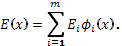 E(x) = ∑_{i=1}^{m} E_i ϕ_i(x).